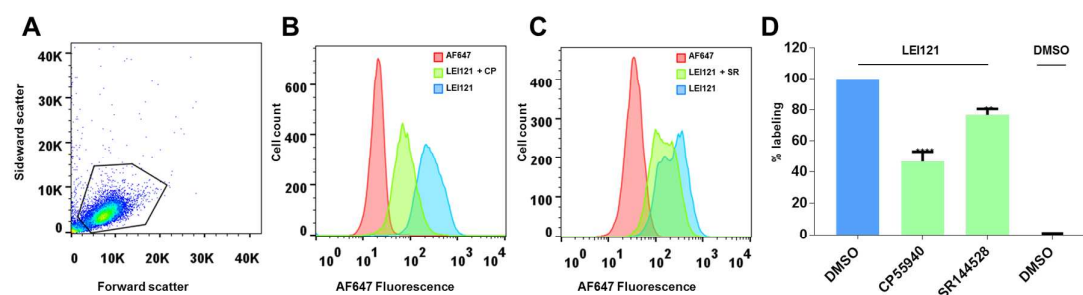 A
Sideward scatter
40K
30K
20K
10K
0
0 10K 20K 30K 40K
Forward scatter
B
Cell count
800
600
400
200
0
AF647
LEI121 + CP
LEI121
10^0 10^1 10^2 10^3 10^4
AF647 Fluorescence
C
Cell count
400
300
200
100
0
AF647
LEI121 + SR
LEI121
10^0 10^1 10^2 10^3 10^4
AF647 Fluorescence
D
% labeling
120
100
80
60
40
20
0
LEI121
DMSO
****
**
DMSO
CP55940
SR144528
DMSO